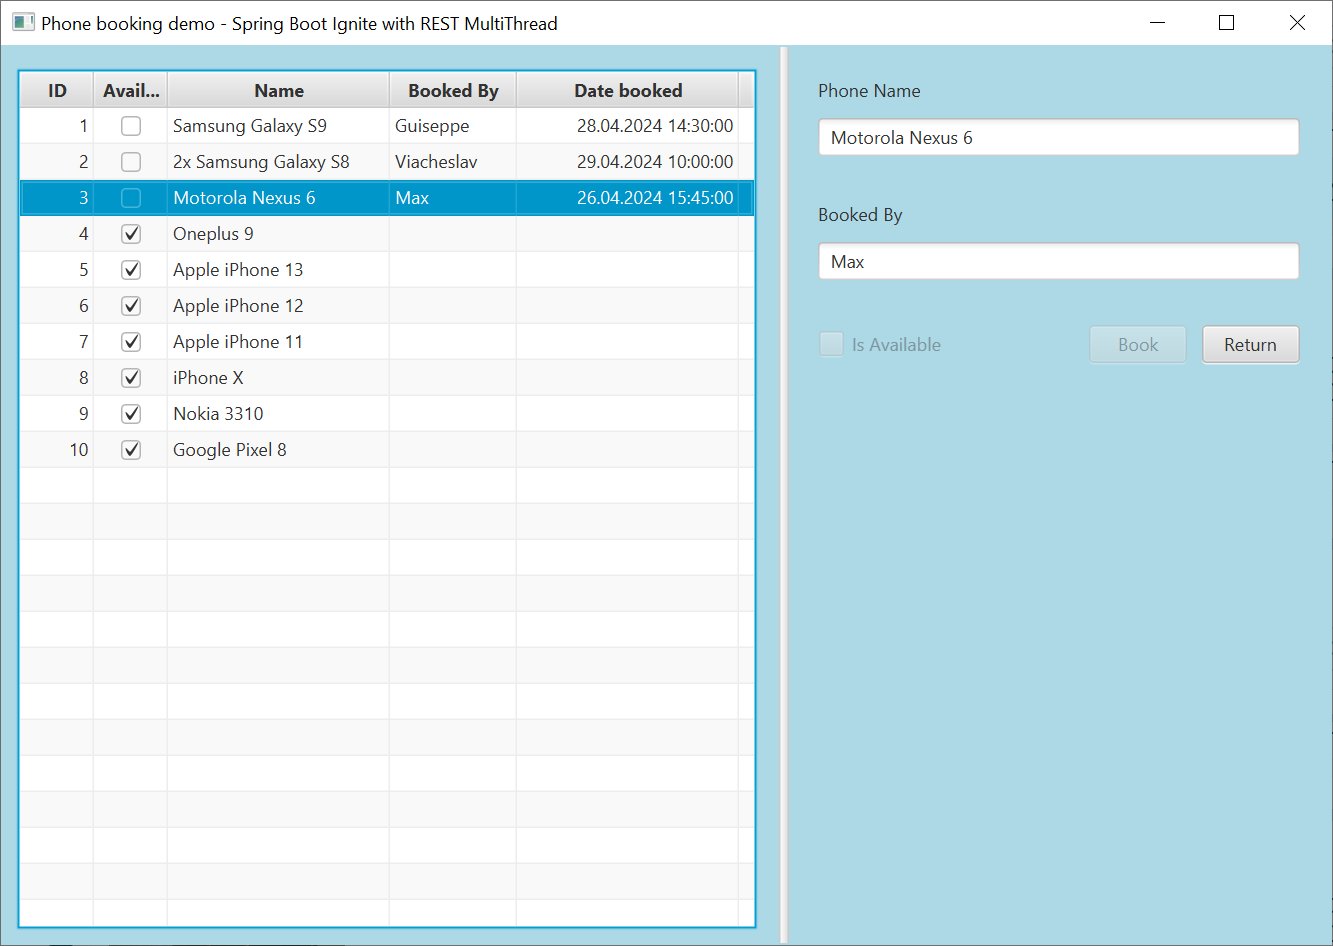 Phone booking demo - Spring Boot Ignite with REST MultiThread
ID Avail... Name Booked By Date booked
1 Samsung Galaxy S9 Guiseppe 28.04.2024 14:30:00
2 2x Samsung Galaxy S8 Viacheslav 29.04.2024 10:00:00
3 Motorola Nexus 6 Max 26.04.2024 15:45:00
4 Oneplus 9
5 Apple iPhone 13
6 Apple iPhone 12
7 Apple iPhone 11
8 iPhone X
9 Nokia 3310
10 Google Pixel 8
Phone Name
Motorola Nexus 6
Booked By
Max
Is Available Book Return